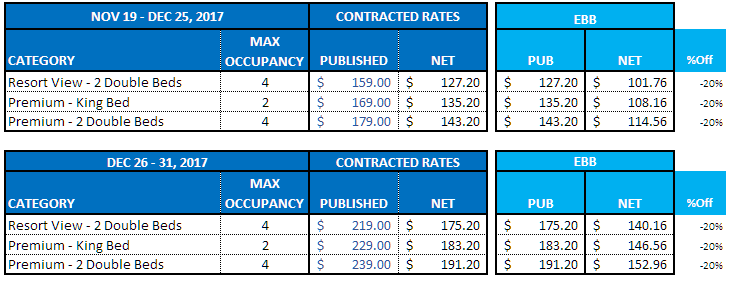 NOV 19 - DEC 25, 2017 CONTRACTED RATES EBB
CATEGORY MAX OCCUPANCY PUBLISHED NET PUB NET %Off
Resort View - 2 Double Beds 4 $ 159.00 $ 127.20 $ 127.20 $ 101.76 -20%
Premium - King Bed 2 $ 169.00 $ 135.20 $ 135.20 $ 108.16 -20%
Premium - 2 Double Beds 4 $ 179.00 $ 143.20 $ 143.20 $ 114.56 -20%
DEC 26 - 31, 2017 CONTRACTED RATES EBB
CATEGORY MAX OCCUPANCY PUBLISHED NET PUB NET %Off
Resort View - 2 Double Beds 4 $ 219.00 $ 175.20 $ 175.20 $ 140.16 -20%
Premium - King Bed 2 $ 229.00 $ 183.20 $ 183.20 $ 146.56 -20%
Premium - 2 Double Beds 4 $ 239.00 $ 191.20 $ 191.20 $ 152.96 -20%